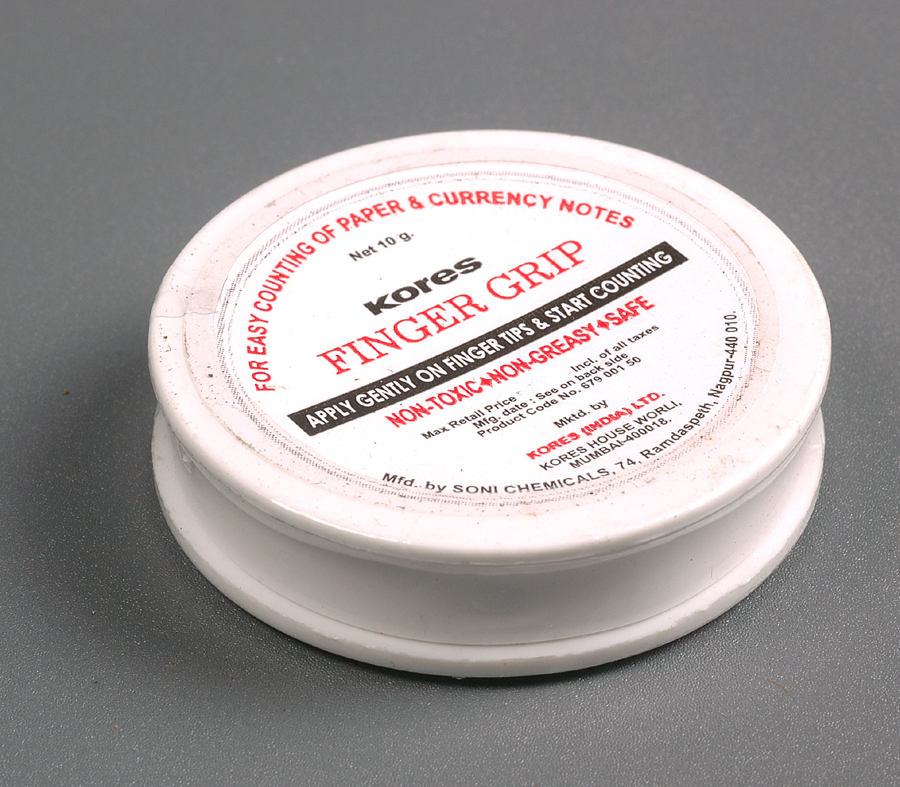 FOR EASY COUNTING OF PAPER & CURRENCY NOTES
Net 10 g.
Kores
FINGER GRIP
APPLY GENTLY ON FINGER TIPS & START COUNTING
NON-TOXIC♦NON-GREASY♦SAFE
Max Retail Price : Incl. of all taxes
Mfg. date : See on back side
Product Code No. 679 001 50
Mktd. by
KORES (INDIA) LTD.
KORES HOUSE WORLI,
MUMBAI-400018.
Mfd. by SONI CHEMICALS, 74, Ramdaspeth, Nagpur-440 010.